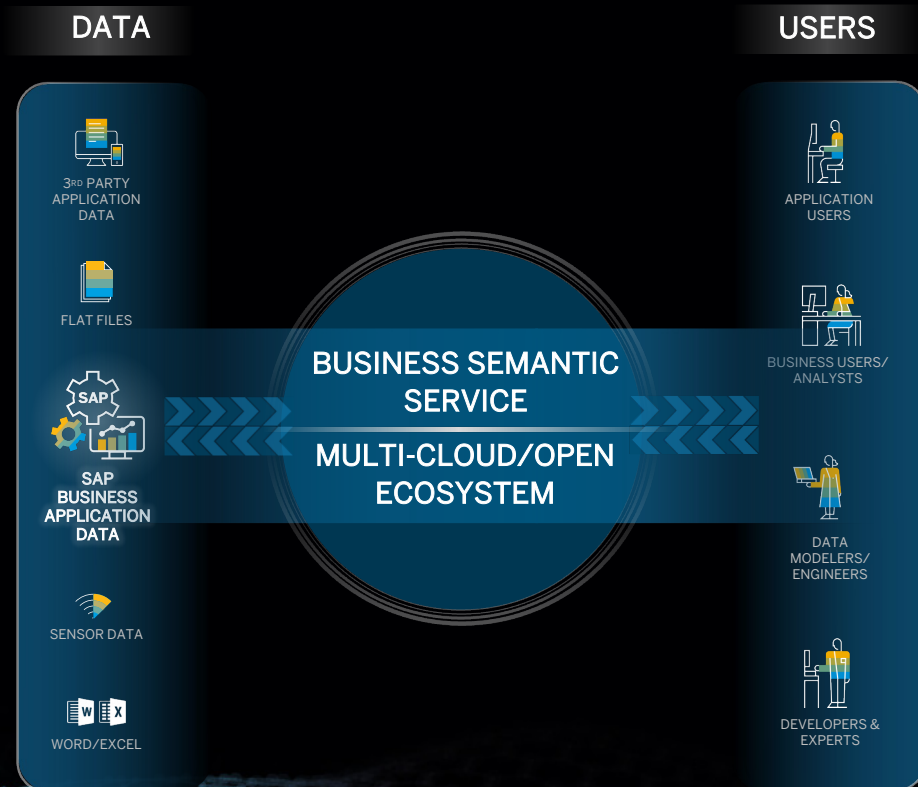 DATA
USERS
3RD PARTY
APPLICATION
DATA
FLAT FILES
SAP
SAP
BUSINESS
APPLICATION
DATA
SENSOR DATA
W X
WORD/EXCEL
BUSINESS SEMANTIC
SERVICE
MULTI-CLOUD/OPEN
ECOSYSTEM
APPLICATION
USERS
BUSINESS USERS/
ANALYSTS
DATA
MODELERS/
ENGINEERS
DEVELOPERS &
EXPERTS